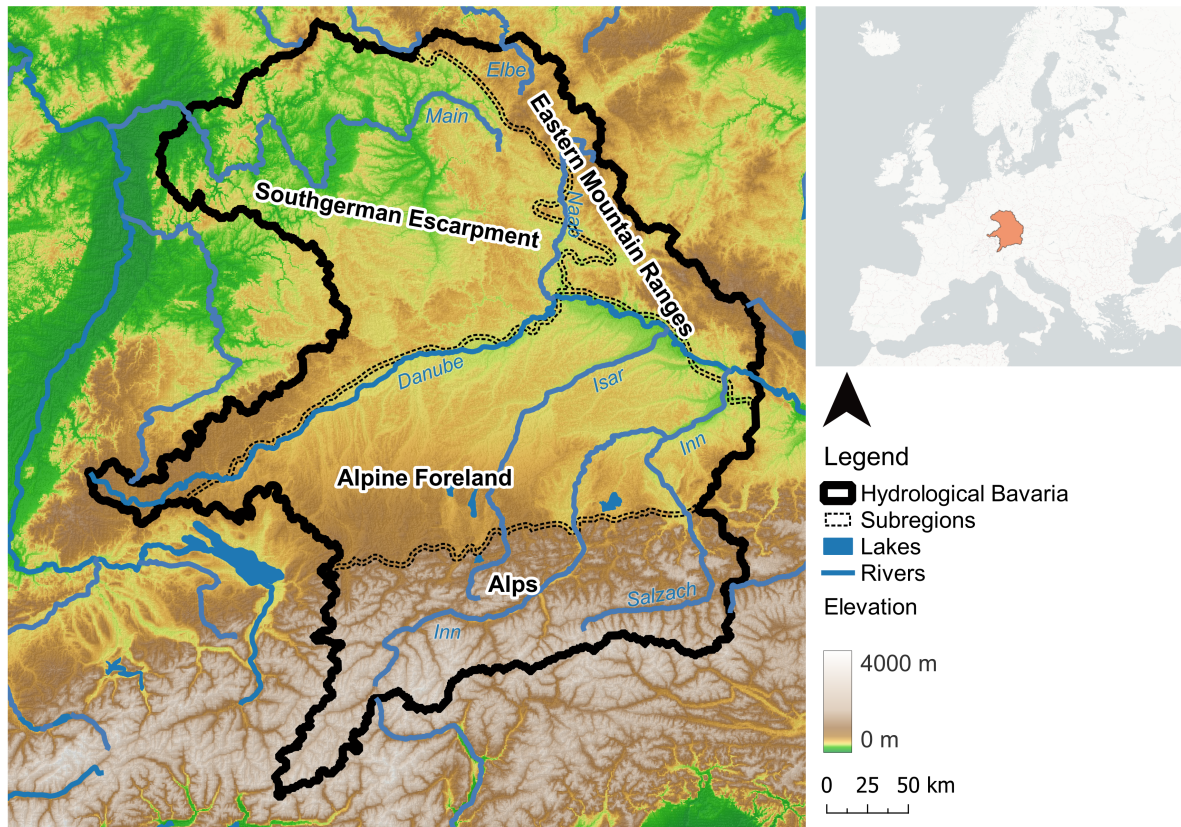 Elbe
Main
Eastern Mountain Ranges
Southgerman Escarpment
Naab
Danube
Isar
Inn
Alpine Foreland
Alps
Salzach
Inn
Legend
Hydrological Bavaria
Subregions
Lakes
Rivers
Elevation
4000 m
0 m
0 25 50 km